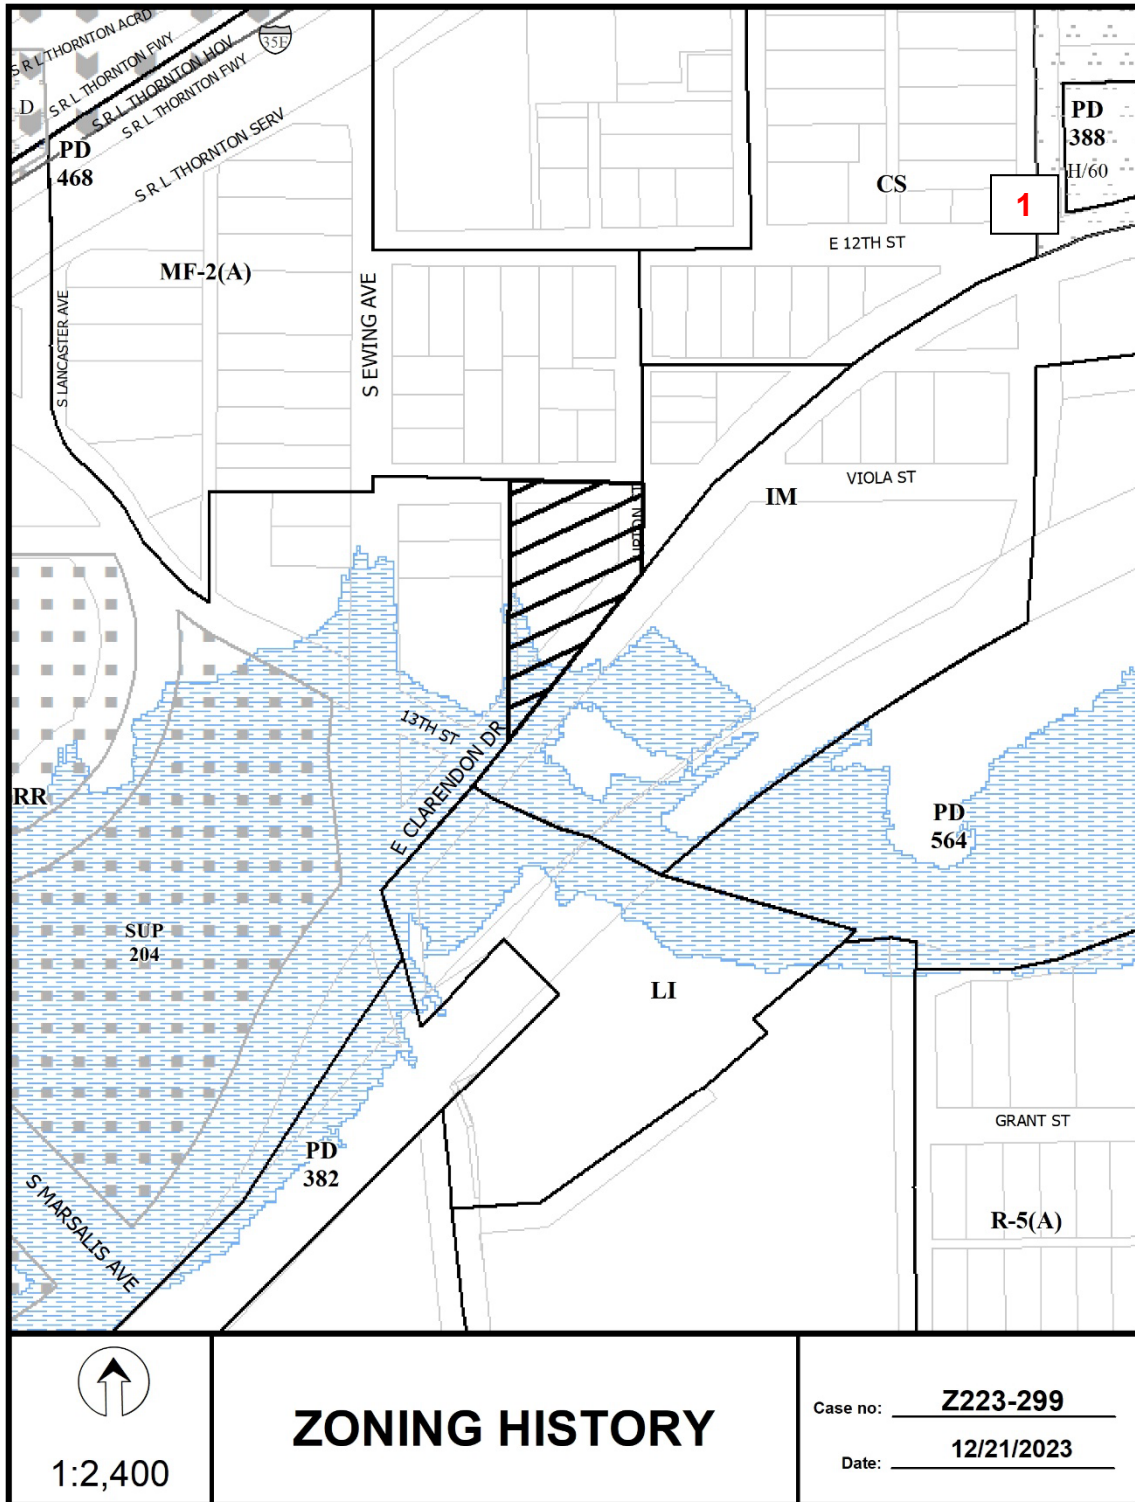 S R L THORNTON ACRD
S R L THORNTON FWY
S R L THORNTON HOV
S R L THORNTON FWY
35E
D
PD
468
S R L THORNTON SERV
PD
388
H/60
CS
1
E 12TH ST
MF-2(A)
S LANCASTER AVE
S EWING AVE
VIOLA ST
IM
13TH ST
E CLARENDON DR
RR
PD
564
SUP
204
LI
GRANT ST
PD
382
S MARSALIS AVE
R-5(A)
1:2,400
ZONING HISTORY
Case no: Z223-299
Date: 12/21/2023